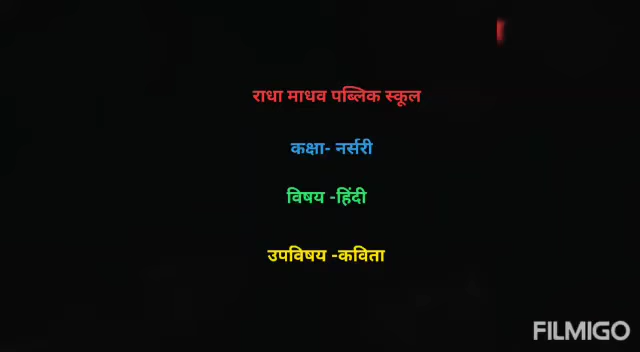 राधा माधव पब्लिक स्कूल
कक्षा- नर्सरी
विषय -हिंदी
उपविषय -कविता
FILMIGO